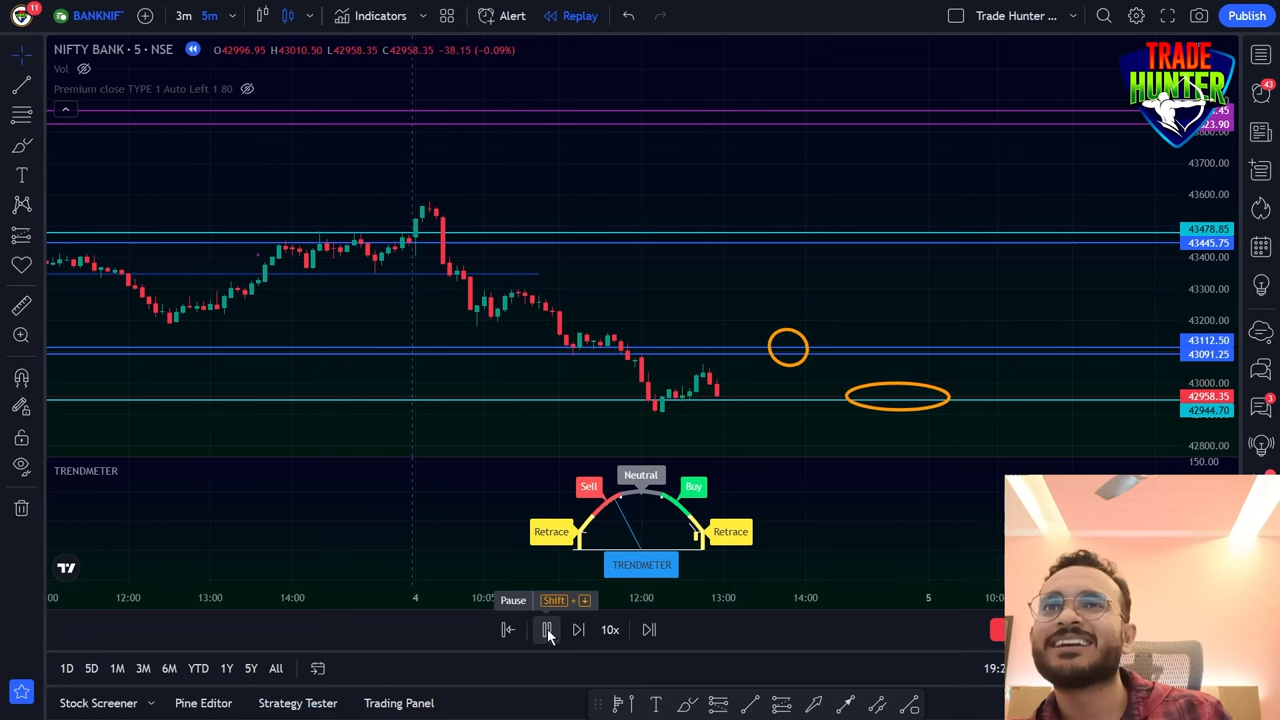 11
BANKNIF
3m
5m
Indicators
Alert
Replay
Trade Hunter ...
Publish
NIFTY BANK • 5 • NSE
O42996.95 H43010.50 L42958.35 C42958.35 −38.15 (−0.09%)
Vol
Premium close TYPE 1 Auto Left 1 80
TRADE
HUNTER
43
43700.00
43600.00
43478.85
43445.75
43400.00
43300.00
43200.00
43112.50
43091.25
43000.00
42958.35
42944.70
42800.00
3
150.00
TRENDMETER
Neutral
Sell
Buy
Retrace
Retrace
TRENDMETER
13:00
14:00
4
12:00
14:00
5
Pause
Shift + ↓
10x
1D
5D
1M
3M
6M
YTD
1Y
5Y
All
Stock Screener
Pine Editor
Strategy Tester
Trading Panel